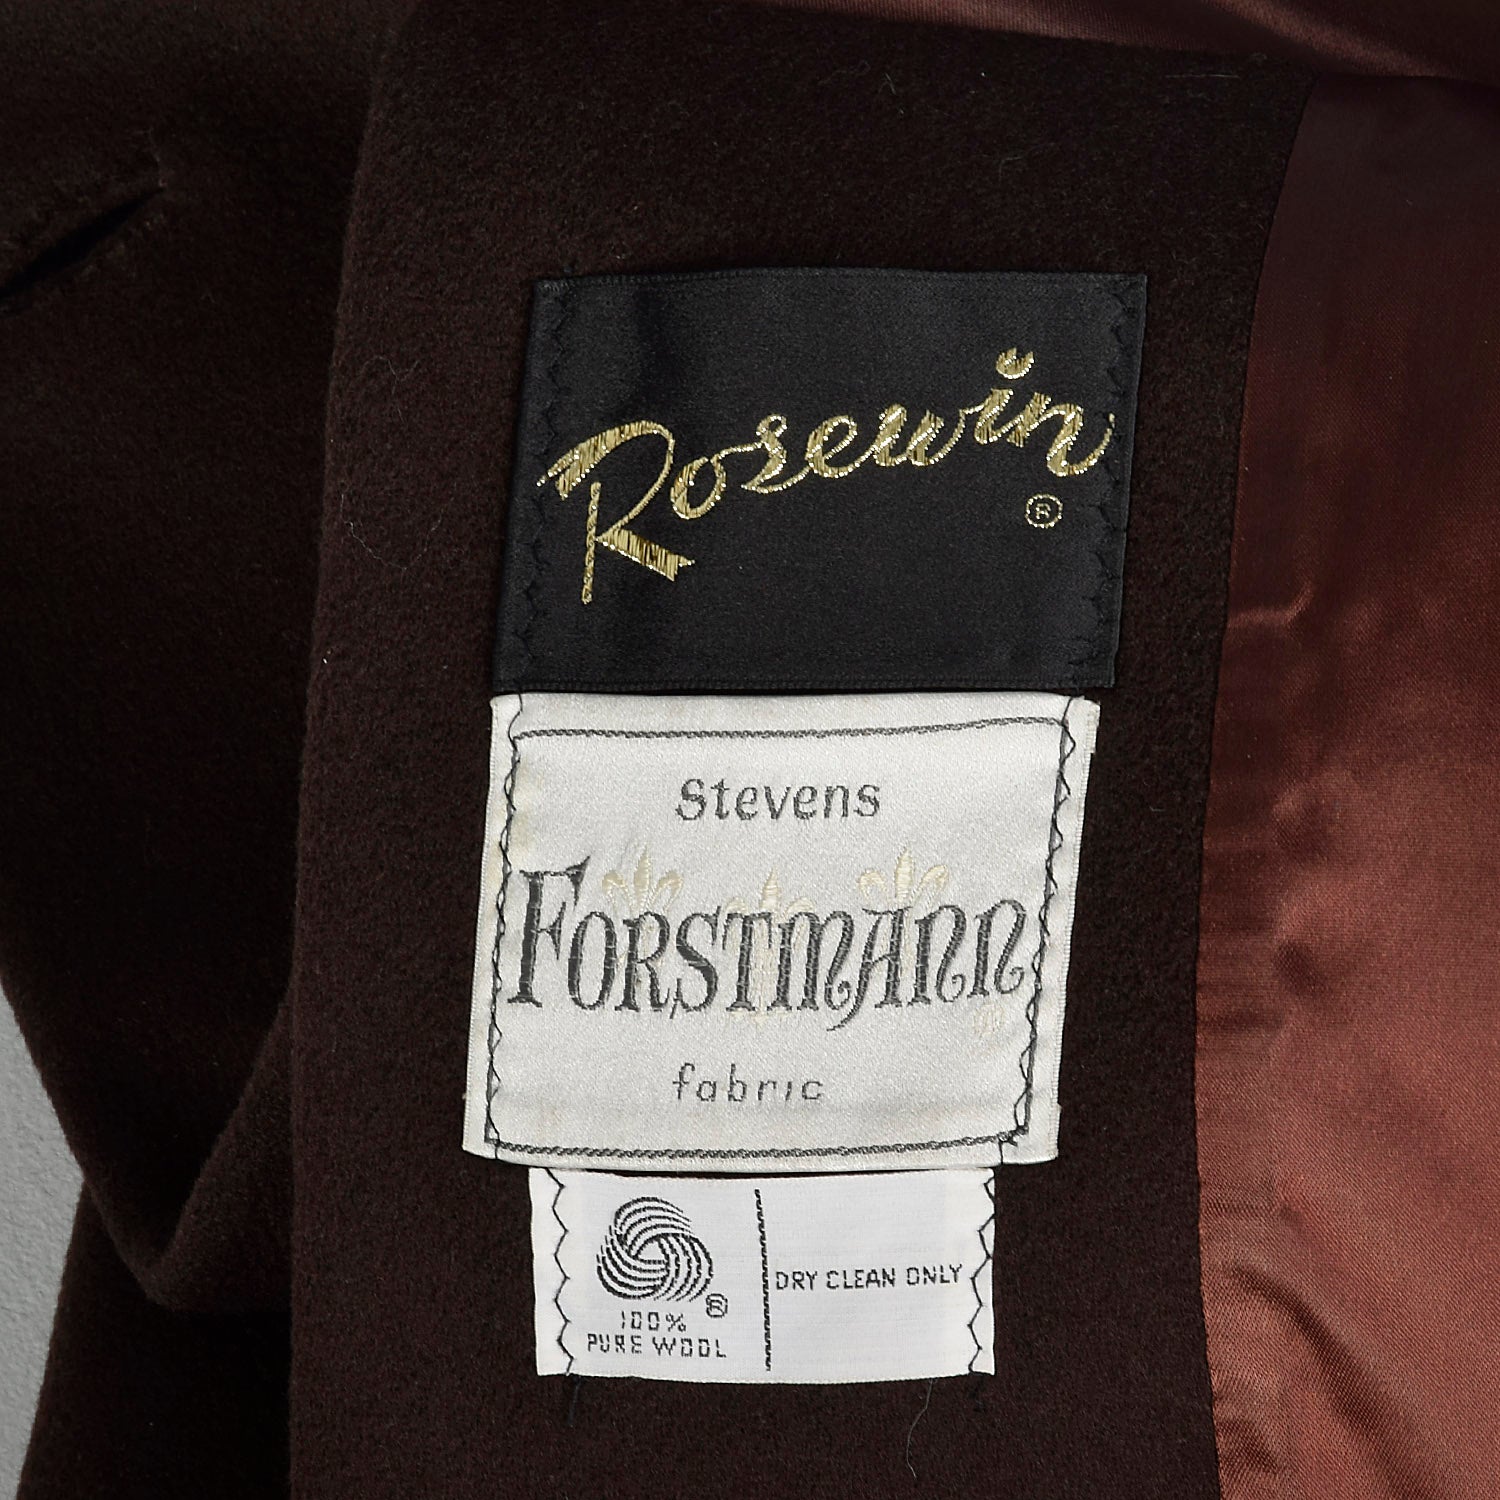 Rosewin
®
Stevens
FORSTMANN
®
fabric
®
100%
PURE WOOL
DRY CLEAN ONLY